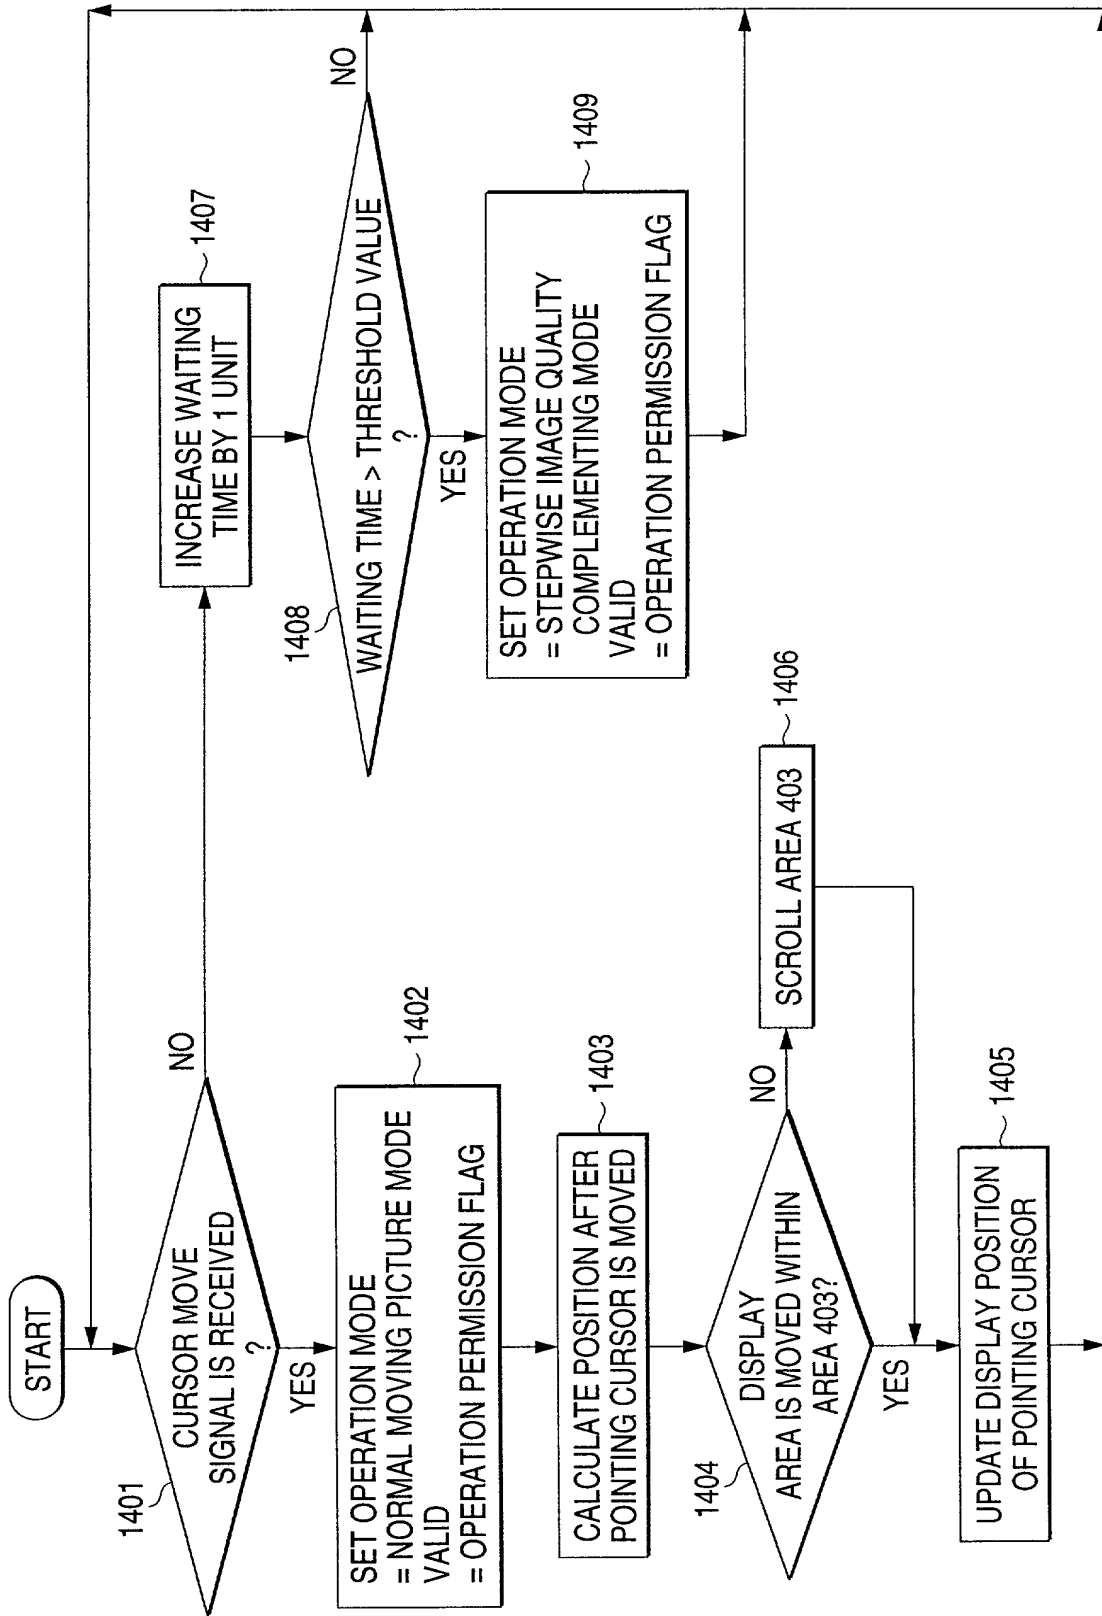 START
1401
CURSOR MOVE
SIGNAL IS RECEIVED
?
NO
YES
1402
SET OPERATION MODE
= NORMAL MOVING PICTURE MODE
VALID
= OPERATION PERMISSION FLAG
1403
CALCULATE POSITION AFTER
POINTING CURSOR IS MOVED
1404
DISPLAY
AREA IS MOVED WITHIN
AREA 403?
NO
YES
1406
SCROLL AREA 403
1405
UPDATE DISPLAY POSITION
OF POINTING CURSOR
1407
INCREASE WAITING
TIME BY 1 UNIT
1408
WAITING TIME > THRESHOLD VALUE
?
NO
YES
1409
SET OPERATION MODE
= STEPWISE IMAGE QUALITY
COMPLEMENTING MODE
VALID
= OPERATION PERMISSION FLAG